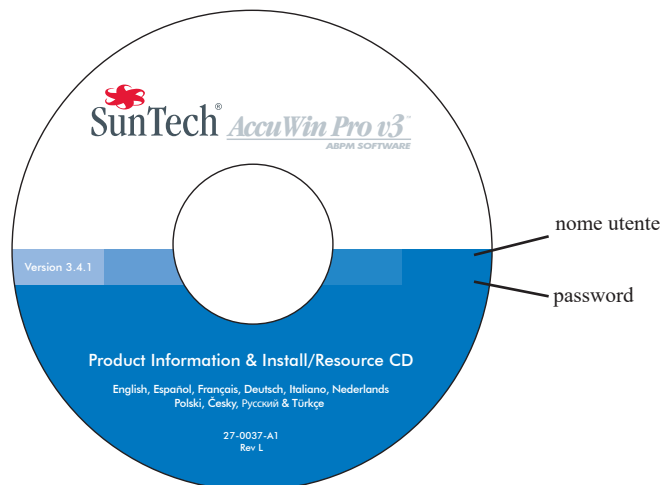 SunTech® AccuWin Pro v3™
ABPM SOFTWARE
nome utente
Version 3.4.1
password
Product Information & Install/Resource CD
English, Español, Français, Deutsch, Italiano, Nederlands
Polski, Česky, Русский & Türkçe
27-0037-A1
Rev L